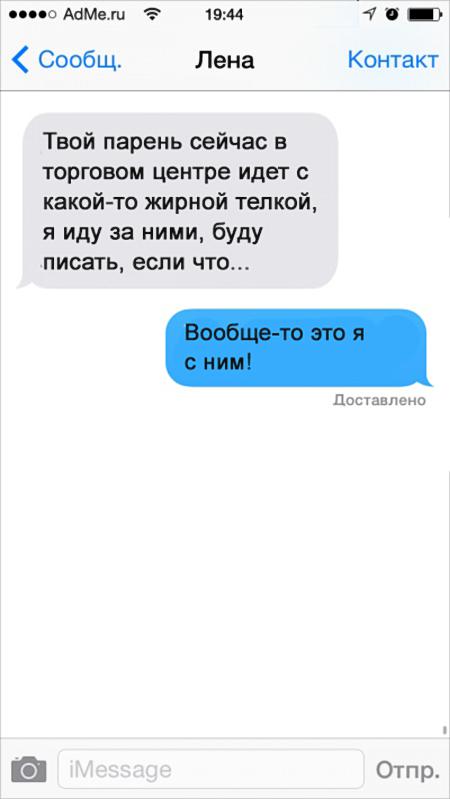 AdMe.ru 19:44
Сообщ. Лена Контакт
Твой парень сейчас в
торговом центре идет с
какой-то жирной телкой,
я иду за ними, буду
писать, если что...
Вообще-то это я
с ним!
Доставлено
iMessage Отпр.